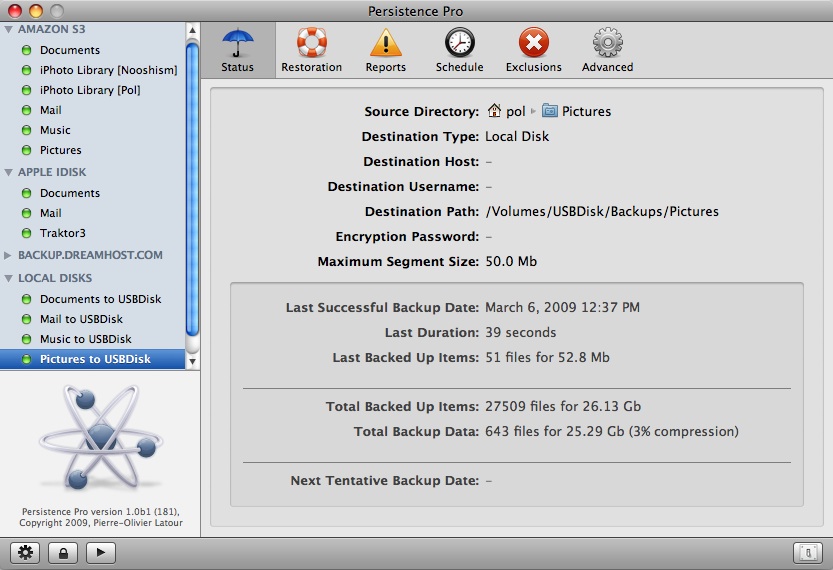 Persistence Pro
AMAZON S3
Documents
iPhoto Library [Nooshism]
iPhoto Library [Pol]
Mail
Music
Pictures
APPLE IDISK
Documents
Mail
Traktor3
BACKUP.DREAMHOST.COM
LOCAL DISKS
Documents to USBDisk
Mail to USBDisk
Music to USBDisk
Pictures to USBDisk
Persistence Pro version 1.0b1 (181),
Copyright 2009, Pierre-Olivier Latour
Status
Restoration
Reports
Schedule
Exclusions
Advanced
Source Directory: pol Pictures
Destination Type: Local Disk
Destination Host: –
Destination Username: –
Destination Path: /Volumes/USBDisk/Backups/Pictures
Encryption Password: –
Maximum Segment Size: 50.0 Mb
Last Successful Backup Date: March 6, 2009 12:37 PM
Last Duration: 39 seconds
Last Backed Up Items: 51 files for 52.8 Mb
Total Backed Up Items: 27509 files for 26.13 Gb
Total Backup Data: 643 files for 25.29 Gb (3% compression)
Next Tentative Backup Date: –